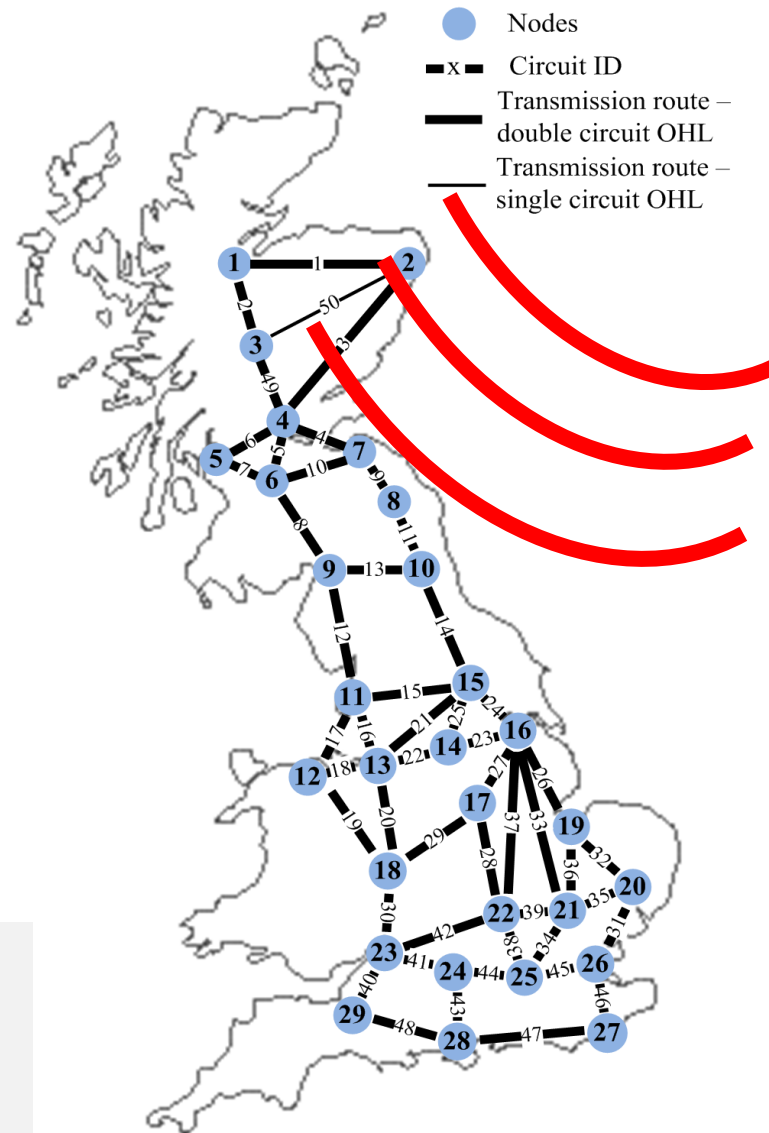 Nodes
x Circuit ID
Transmission route –
double circuit OHL
Transmission route –
single circuit OHL
1 1 2
2 50
3 3
49
4
6 5 4 7
5 7 6 10 9
8
8 11
9 13 10
12 14
11 15 15
17 16 21 25 24 16
12 18 13 22 14 23
19 20 27 37 33 26
17 19
29 28 36 32
18 20
30 22 39 21 35
42 38 34 31
23 41 24 44 25 45 26
40 43 46
29 48 28 47 27